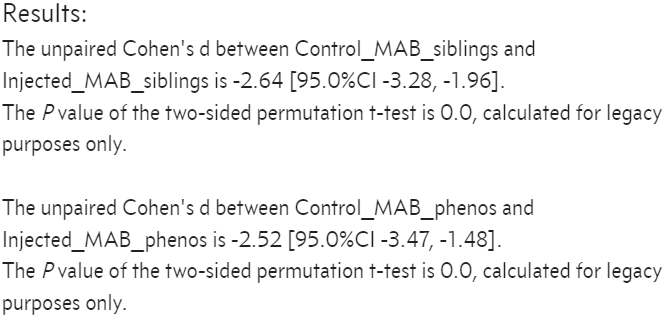 Results:
The unpaired Cohen's d between Control_MAB_siblings and
Injected_MAB_siblings is -2.64 [95.0%CI -3.28, -1.96].
The P value of the two-sided permutation t-test is 0.0, calculated for legacy
purposes only.
The unpaired Cohen's d between Control_MAB_phenos and
Injected_MAB_phenos is -2.52 [95.0%CI -3.47, -1.48].
The P value of the two-sided permutation t-test is 0.0, calculated for legacy
purposes only.